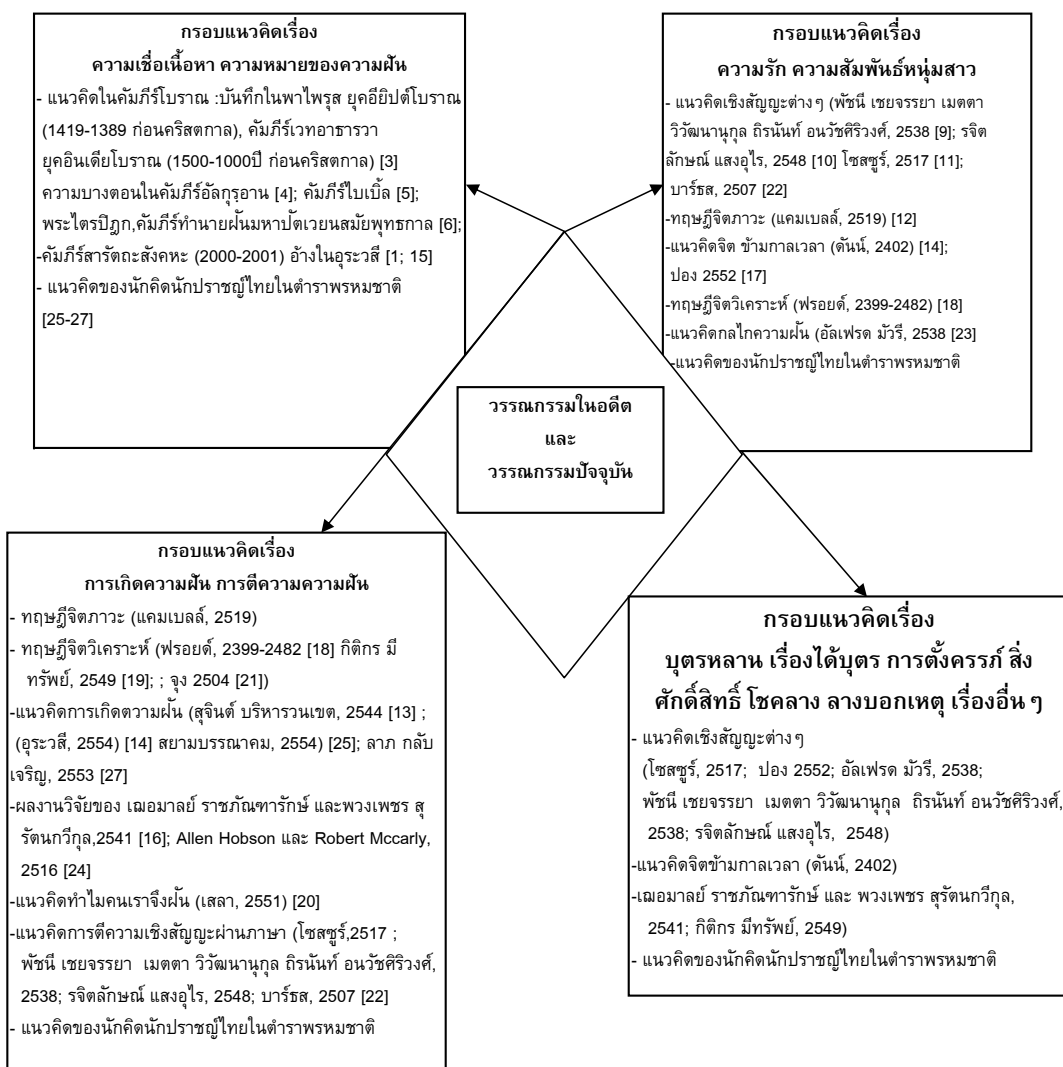 กรอบแนวคิดเรื่อง
ความเชื่อเนื้อหา ความหมายของความฝัน
- แนวคิดในคัมภีร์โบราณ :บันทึกในพาไพรุส ยุคอียิปต์โบราณ
(1419-1389 ก่อนคริสตกาล), คัมภีร์เวทอาธารวา
ยุคอินเดียโบราณ (1500-1000ปี ก่อนคริสตกาล) [3]
ความบางตอนในคัมภีร์อัลกุรฺอาน [4]; คัมภีร์ไบเบิ้ล [5];
พระไตรปิฎก,คัมภีร์ทำนายฝันมหาปัตเวยนสมัยพุทธกาล [6];
-คัมภีร์สารัตถะสังคหะ (2000-2001) อ้างในอุระวสี [1; 15]
- แนวคิดของนักคิดนักปราชญ์ไทยในตำราพรหมชาติ
[25-27]
กรอบแนวคิดเรื่อง
ความรัก ความสัมพันธ์หนุ่มสาว
- แนวคิดเชิงสัญญะต่างๆ (พัชนี เชยจรรยา เมตตา
วิวัฒนานุกูล ถิรนันท์ อนวัชศิริวงศ์, 2538 [9]; รจิต
ลักษณ์ แสงอุไร, 2548 [10] โซสซูร์, 2517 [11];
บาร์ธส, 2507 [22]
-ทฤษฎีจิตภาวะ (แคมเบลล์, 2519) [12]
-แนวคิดจิต ข้ามกาลเวลา (ดันน์, 2402) [14];
ปอง 2552 [17]
-ทฤษฎีจิตวิเคราะห์ (ฟรอยด์, 2399-2482) [18]
-แนวคิดกลไกความฝัน (อัลเฟรด มัวรี, 2538 [23]
-แนวคิดของนักปราชญ์ไทยในตำราพรหมชาติ
วรรณกรรมในอดีต
และ
วรรณกรรมปัจจุบัน
กรอบแนวคิดเรื่อง
การเกิดความฝัน การตีความความฝัน
- ทฤษฎีจิตภาวะ (แคมเบลล์, 2519)
- ทฤษฎีจิตวิเคราะห์ (ฟรอยด์, 2399-2482 [18] กิติกร มี
ทรัพย์, 2549 [19]; ; จุง 2504 [21])
-แนวคิดการเกิดตวามฝัน (สุจินต์ บริหารวนเขต, 2544 [13] ;
(อุระวสี, 2554) [14] สยามบรรณาคม, 2554) [25]; ลาภ กลับ
เจริญ, 2553 [27]
-ผลงานวิจัยของ เฌอมาลย์ ราชภัณฑารักษ์ และพวงเพชร สุ
รัตนกวีกุล,2541 [16]; Allen Hobson และ Robert Mccarly,
2516 [24]
-แนวคิดทำไมคนเราจึงฝัน (เสลา, 2551) [20]
-แนวคิดการตีความเชิงสัญญะผ่านภาษา (โซสซูร์,2517 ;
พัชนี เชยจรรยา เมตตา วิวัฒนานุกูล ถิรนันท์ อนวัชศิริวงศ์,
2538; รจิตลักษณ์ แสงอุไร, 2548; บาร์ธส, 2507 [22]
- แนวคิดของนักคิดนักปราชญ์ไทยในตำราพรหมชาติ
กรอบแนวคิดเรื่อง
บุตรหลาน เรื่องได้บุตร การตั้งครรภ์ สิ่ง
ศักดิ์สิทธิ์ โชคลาง ลางบอกเหตุ เรื่องอื่น ๆ
- แนวคิดเชิงสัญญะต่างๆ
(โซสซูร์, 2517; ปอง 2552; อัลเฟรด มัวรี, 2538;
พัชนี เชยจรรยา เมตตา วิวัฒนานุกูล ถิรนันท์ อนวัชศิริวงศ์,
2538; รจิตลักษณ์ แสงอุไร, 2548)
-แนวคิดจิตข้ามกาลเวลา (ดันน์, 2402)
-เฌอมาลย์ ราชภัณฑารักษ์ และ พวงเพชร สุรัตนกวีกุล,
2541; กิติกร มีทรัพย์, 2549)
- แนวคิดของนักคิดนักปราชญ์ไทยในตำราพรหมชาติ